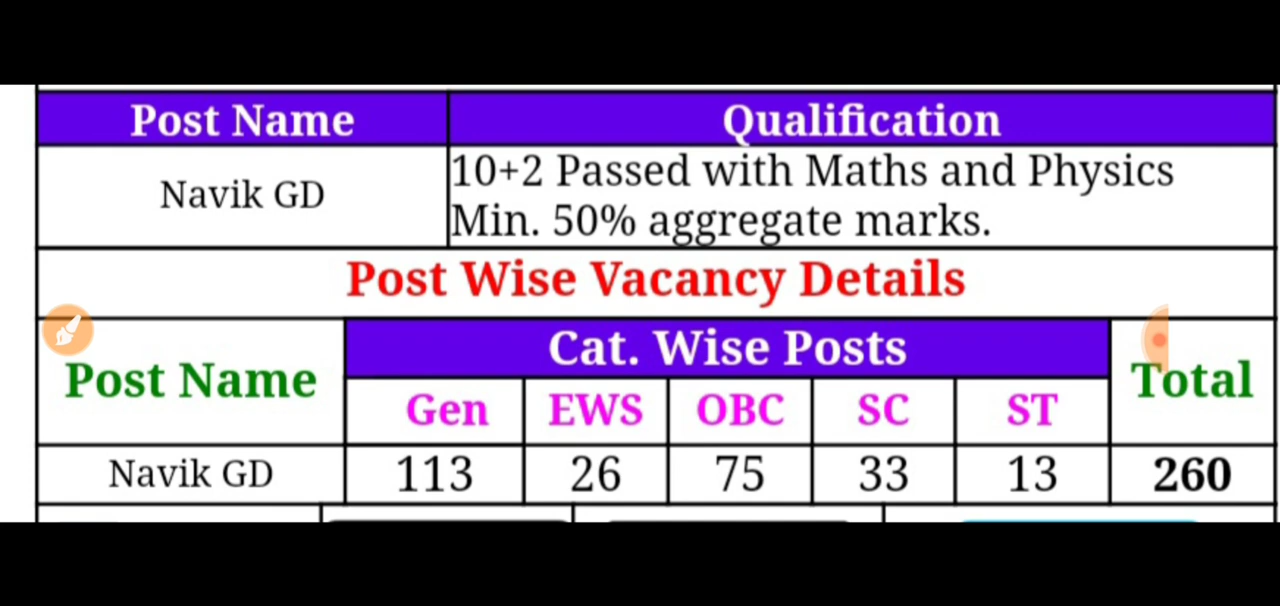 Post Name Qualification
Navik GD 10+2 Passed with Maths and Physics
Min. 50% aggregate marks.
Post Wise Vacancy Details
Post Name Cat. Wise Posts Total
Gen EWS OBC SC ST
Navik GD 113 26 75 33 13 260